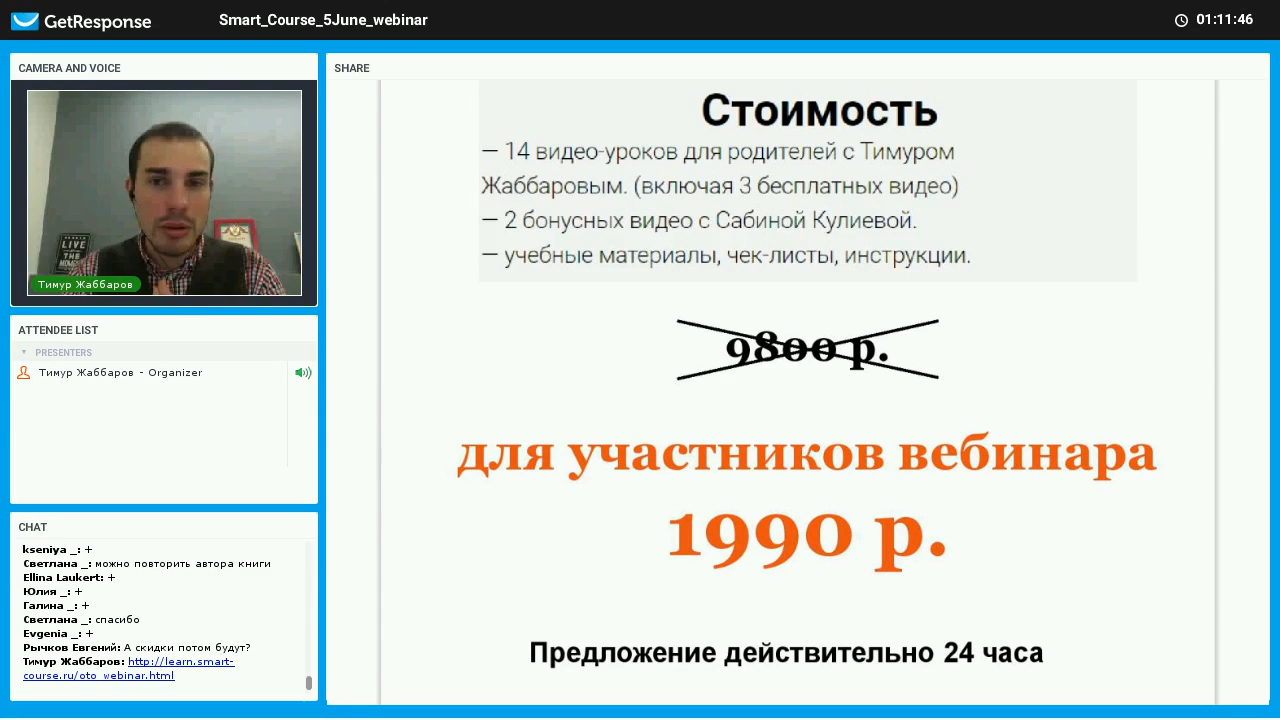 GetResponse
Smart_Course_5June_webinar
01:11:46
CAMERA AND VOICE
LIVE
THE
Тимур Жаббаров
ATTENDEE LIST
PRESENTERS
Тимур Жаббаров - Organizer
CHAT
kseniya _: +
Светлана _: можно повторить автора книги
Ellina Laukert: +
Юлия _: +
Галина _: +
Светлана _: спасибо
Evgenia _: +
Рычков Евгений: А скидки потом будут?
Тимур Жаббаров: http://learn.smart-
course.ru/oto_webinar.html
SHARE
Стоимость
— 14 видео-уроков для родителей с Тимуром
Жаббаровым. (включая 3 бесплатных видео)
— 2 бонусных видео с Сабиной Кулиевой.
— учебные материалы, чек-листы, инструкции.
9800 р.
для участников вебинара
1990 р.
Предложение действительно 24 часа